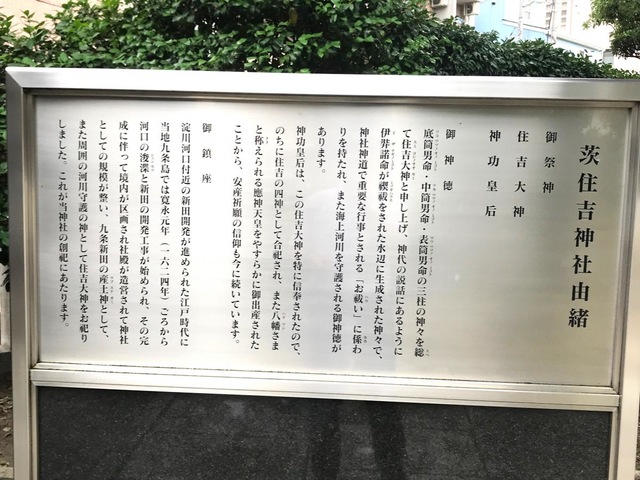 茨住吉神社由緒
御祭神
住吉大神
神功皇后
御神徳
底筒男命・中筒男命・表筒男命の三柱の神々を総
て住吉大神と申し上げ、神代の説話にあるように
伊弉諾命が禊祓をされた水辺に生成された神々で、
神社神道で重要な行事とされる「お祓い」に係わ
りを持たれ、また海上河川を守護される御神徳が
あります。
神功皇后は、この住吉大神を特に信奉されたので、
のちに住吉の四神として合祀され、また八幡さま
と称えられる應神天皇をやすらかに御出産された
ことから、安産祈願の信仰も今に続いています。
御鎮座
淀川河口付近の新田開発が進められた江戸時代に
当地九条島では寛永元年（一六二四年）ごろから
河口の浚渫と新田の開発工事が始められ、その完
成に伴って境内が区画され社殿が造営されて神社
としての規模が整い、九条新田の産土神として、
また周囲の河川守護の神として住吉大神をお祀り
しました。これが当神社の創祀にあたります。